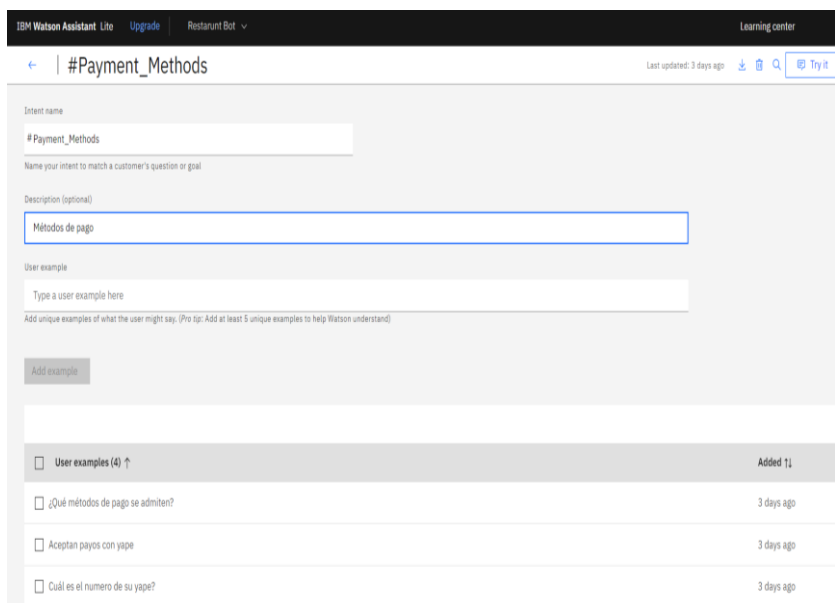 IBM Watson Assistant Lite Upgrade Restarunt Bot Learning center
← #Payment_Methods Last updated: 3 days ago Try it
Intent name
#Payment_Methods
Name your intent to match a customer's question or goal
Description (optional)
Métodos de pago
User example
Type a user example here
Add unique examples of what the user might say. (Pro tip: Add at least 5 unique examples to help Watson understand)
Add example
User examples (4) ↑ Added ↑↓
¿Qué métodos de pago se admiten? 3 days ago
Aceptan payos con yape 3 days ago
Cuál es el numero de su yape? 3 days ago